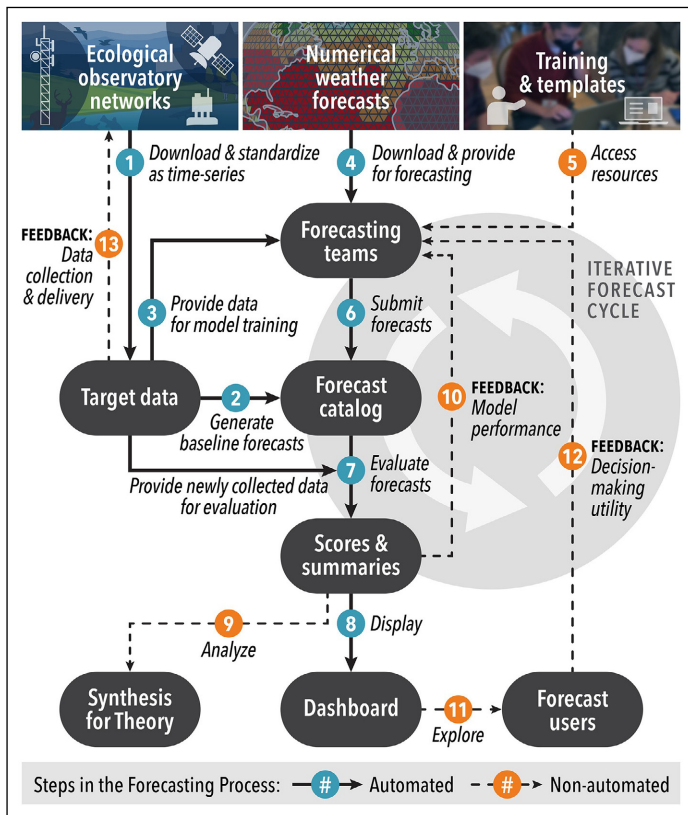 Ecological
observatory
networks
Numerical
weather
forecasts
Training
& templates
1
Download & standardize
as time-series
4
Download & provide
for forecasting
5
Access
resources
FEEDBACK:
Data
collection
& delivery
13
Forecasting
teams
ITERATIVE
FORECAST
CYCLE
3
Provide data
for model training
6
Submit
forecasts
Target data
2
Generate
baseline forecasts
Forecast
catalog
10
FEEDBACK:
Model
performance
12
FEEDBACK:
Decision-
making
utility
7
Evaluate
forecasts
Provide newly collected data
for evaluation
Scores &
summaries
9
Analyze
8
Display
Synthesis
for Theory
Dashboard
11
Explore
Forecast
users
Steps in the Forecasting Process: # Automated # Non-automated